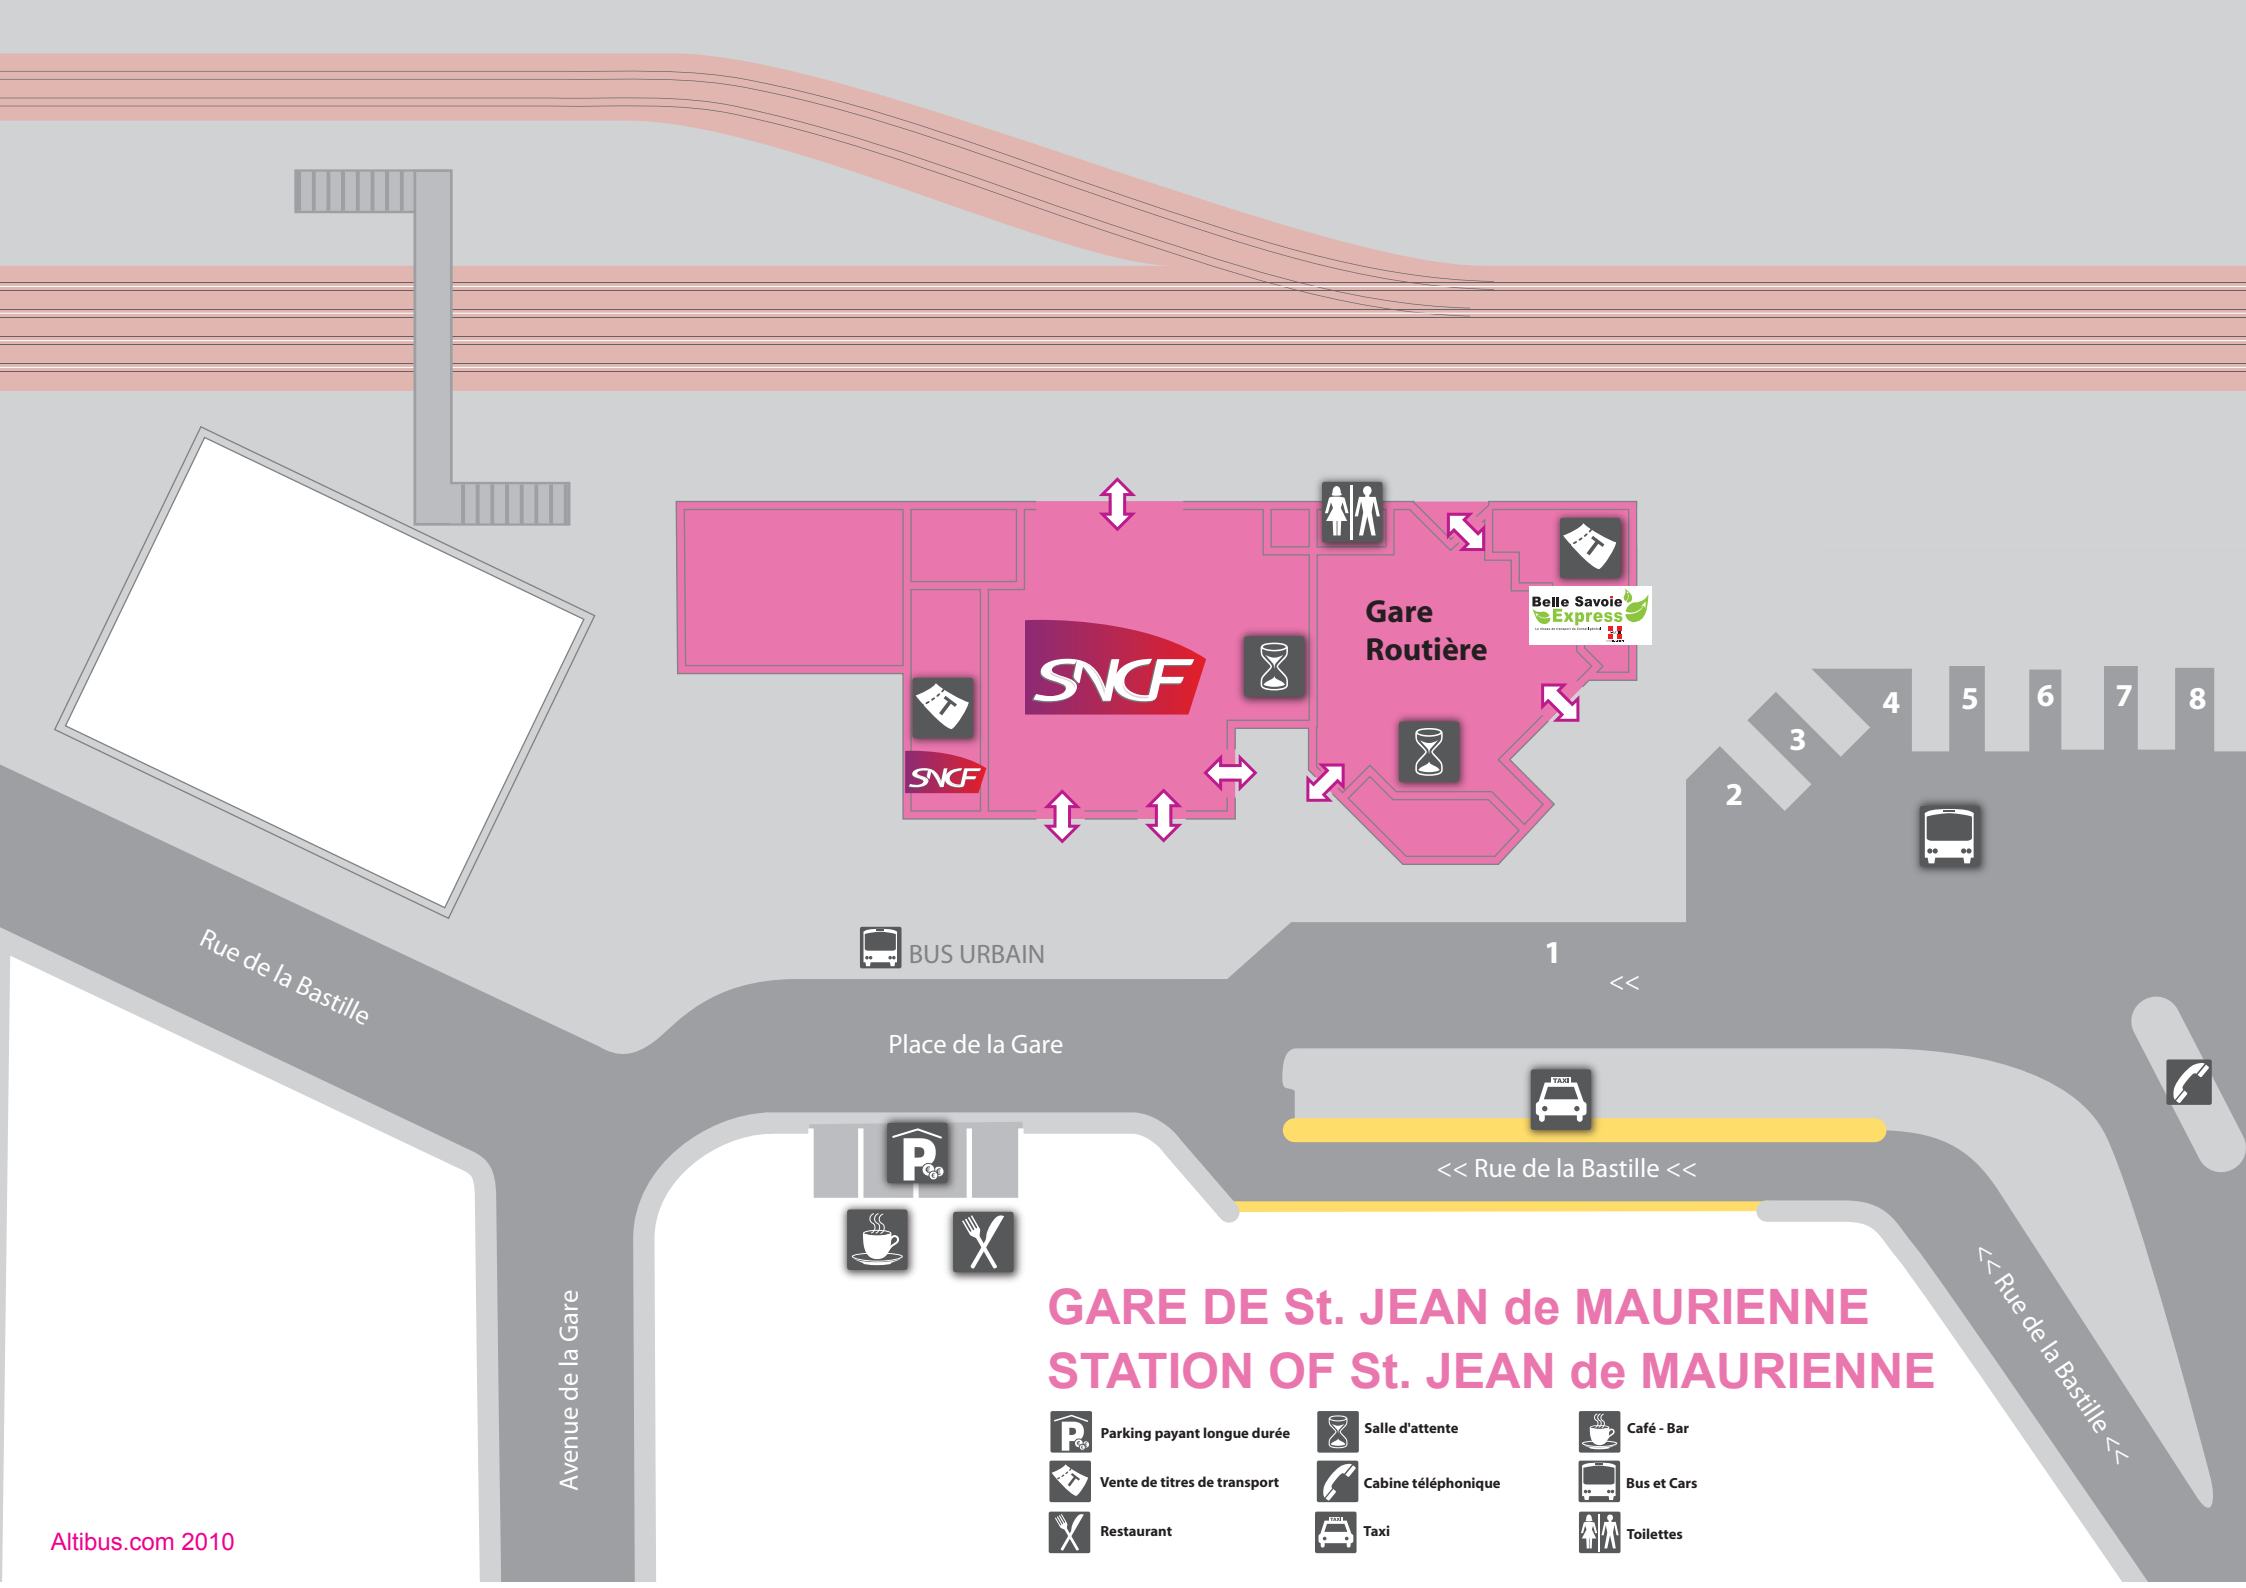 Gare
Routière
Belle Savoie
Express
SNCF
SNCF
4
5
6
7
8
3
2
1
<<
BUS URBAIN
Rue de la Bastille
Place de la Gare
TAXI
<< Rue de la Bastille <<
<< Rue de la Bastille <<
Avenue de la Gare
GARE DE St. JEAN de MAURIENNE
STATION OF St. JEAN de MAURIENNE
Parking payant longue durée
Salle d'attente
Café - Bar
Vente de titres de transport
Cabine téléphonique
Bus et Cars
Restaurant
Taxi
Toilettes
Altibus.com 2010